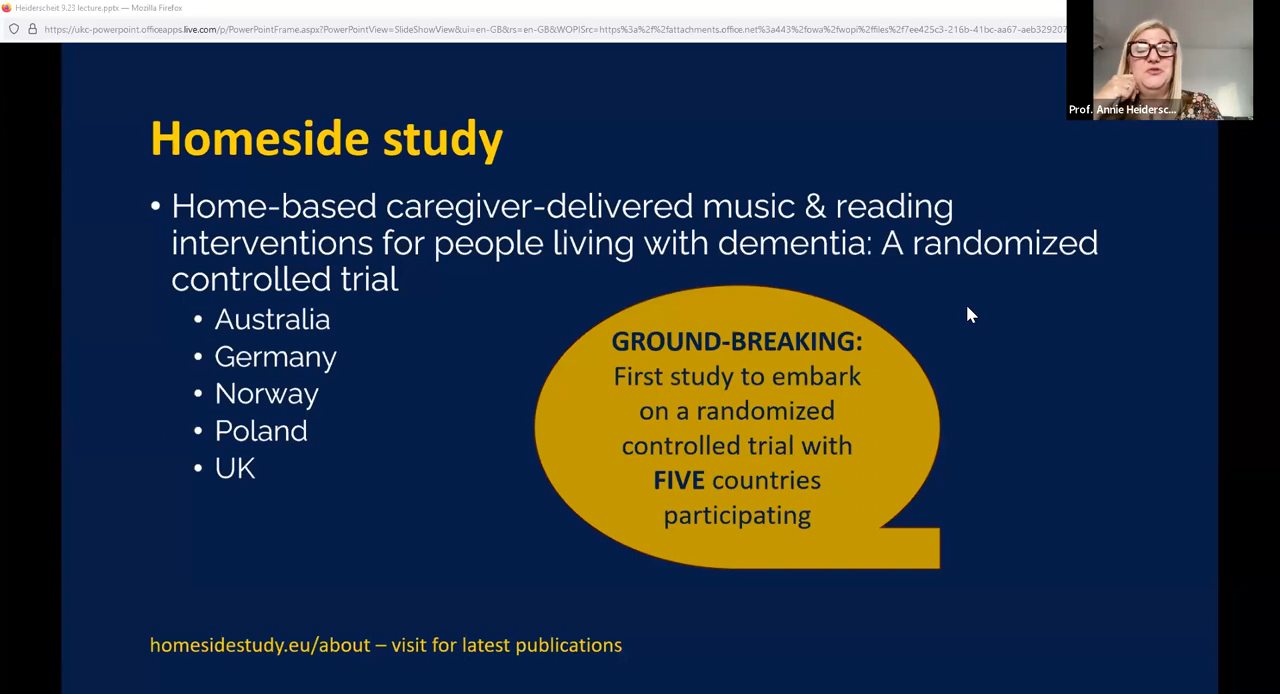 Heiderscheit 9.23 lecture.pptx — Mozilla Firefox
https://ukc-powerpoint.officeapps.live.com/p/PowerPointFrame.aspx?PowerPointView=SlideShowView&ui=en-GB&rs=en-GB&WOPISrc=https%3a%2f%2fattachments.office.net%3a443%2fowa%2fwopi%2ffiles%2f7ee425c3-216b-41bc-aa67-aeb329207
Prof. Annie Heidersc...
Homeside study
• Home-based caregiver-delivered music & reading
interventions for people living with dementia: A randomized
controlled trial
• Australia
• Germany
• Norway
• Poland
• UK
GROUND-BREAKING:
First study to embark
on a randomized
controlled trial with
FIVE countries
participating
homesidestudy.eu/about – visit for latest publications